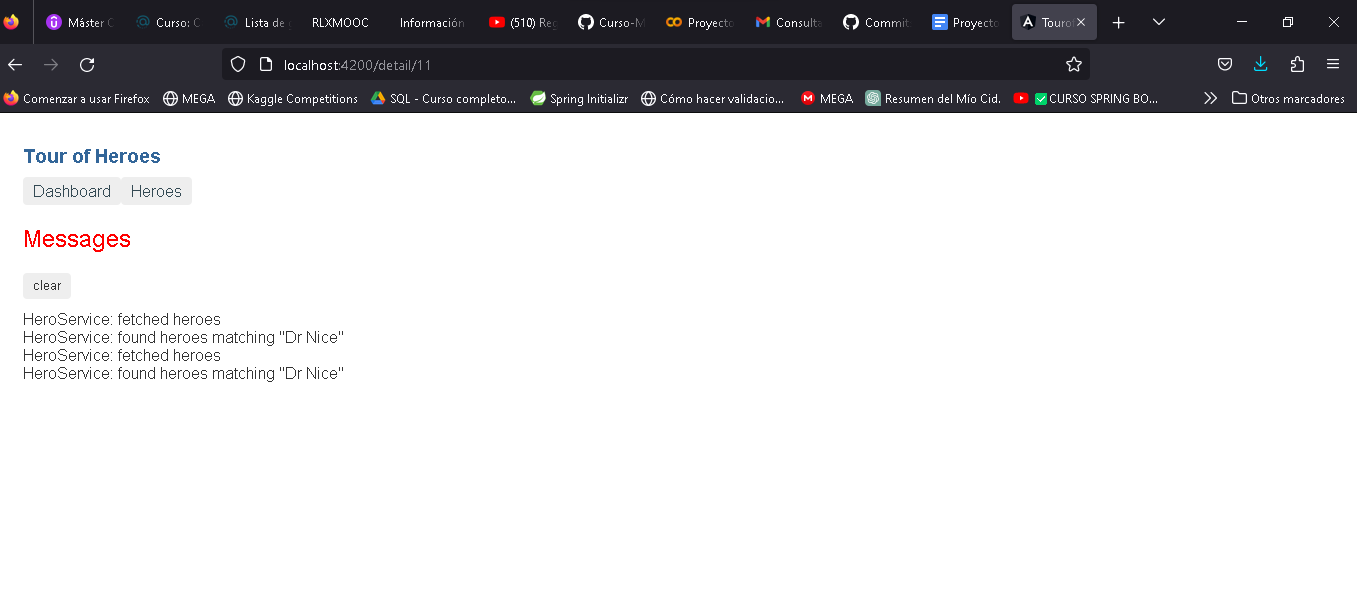 Máster C
Curso: C
Lista de
RLXMOOC
Información
(510) Re
Curso-M
Proyecto
Consulta
Commit
Proyecto
Tourof
localhost:4200/detail/11
Comenzar a usar Firefox
MEGA
Kaggle Competitions
SQL - Curso completo...
Spring Initializr
Cómo hacer validacio...
MEGA
Resumen del Mío Cid.
CURSO SPRING BO...
Otros marcadores
Tour of Heroes
Dashboard
Heroes
Messages
clear
HeroService: fetched heroes
HeroService: found heroes matching "Dr Nice"
HeroService: fetched heroes
HeroService: found heroes matching "Dr Nice"